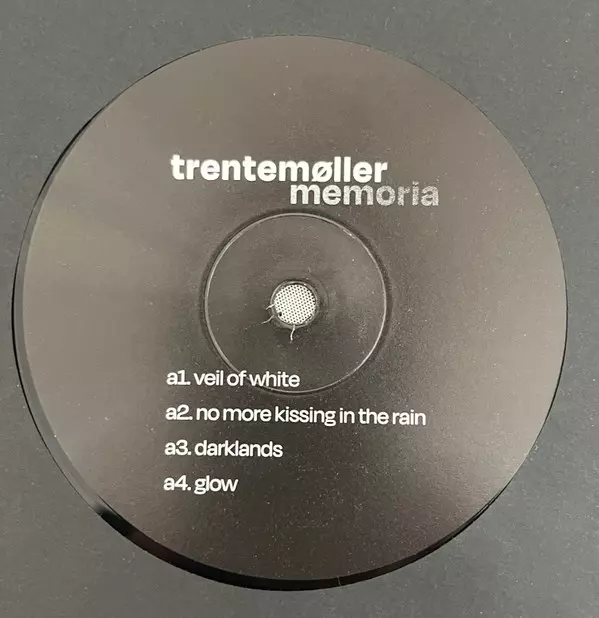 trentemøller
memoria
a1. veil of white
a2. no more kissing in the rain
a3. darklands
a4. glow